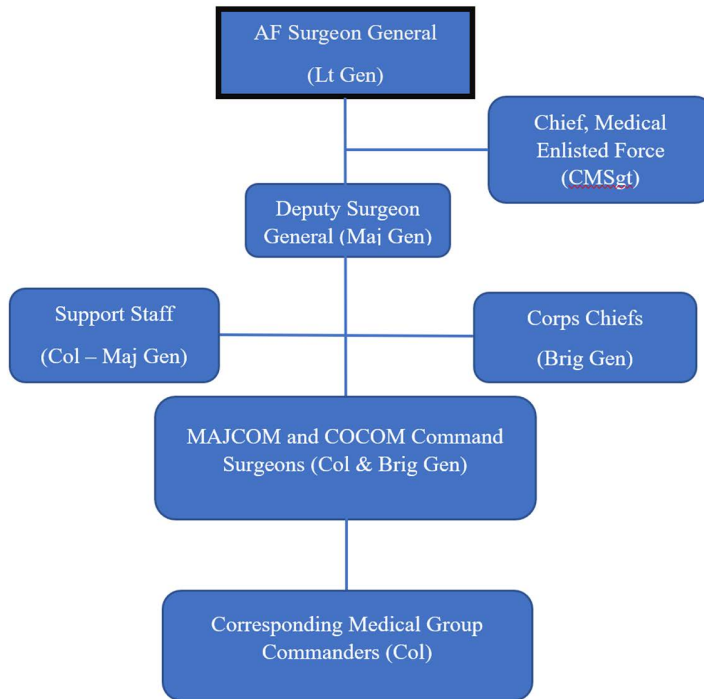 AF Surgeon General
(Lt Gen)
Chief, Medical
Enlisted Force
(CMSgt)
Deputy Surgeon
General (Maj Gen)
Support Staff
(Col – Maj Gen)
Corps Chiefs
(Brig Gen)
MAJCOM and COCOM Command
Surgeons (Col & Brig Gen)
Corresponding Medical Group
Commanders (Col)